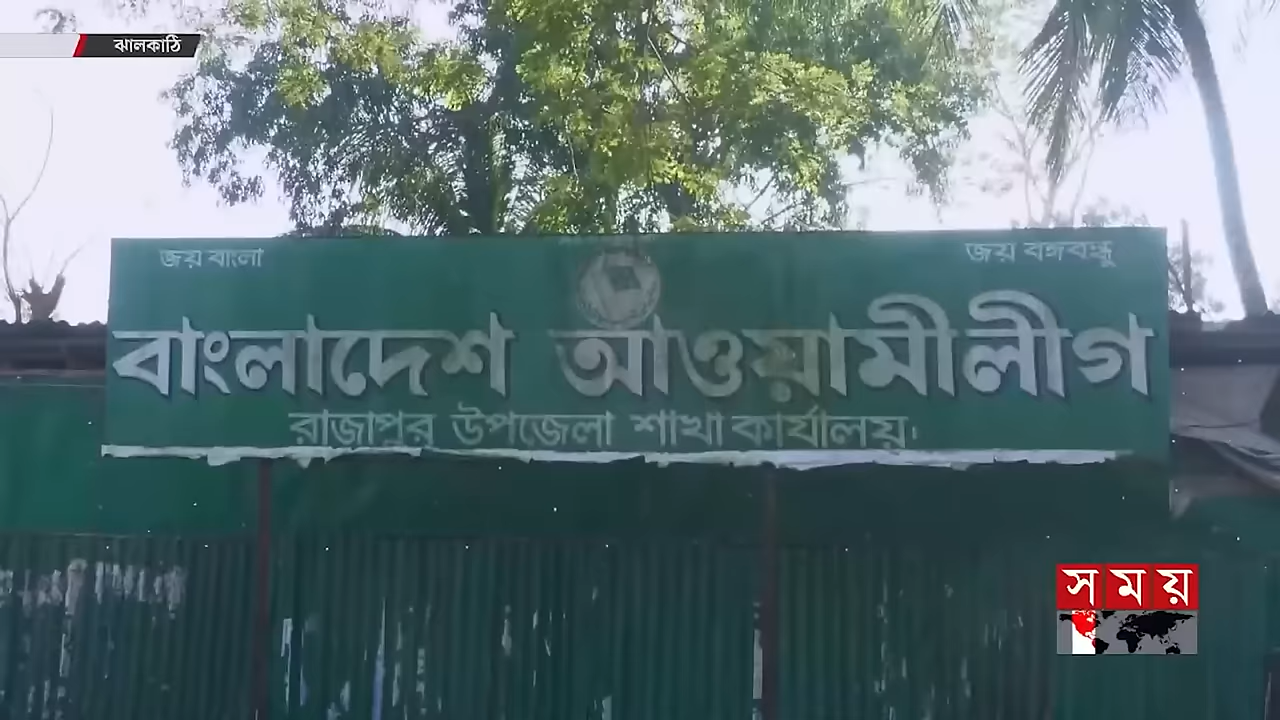 ঝালকাঠি
জয় বাংলা
জয় বঙ্গবন্ধু
বাংলাদেশ আওয়ামীলীগ
রাজাপুর উপজেলা শাখা কার্যালয়।
সময়